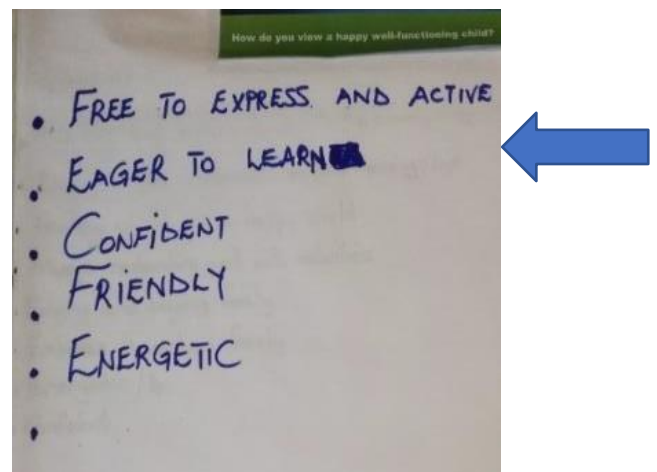 How do you view a happy well-functioning child?
• FREE TO EXPRESS AND ACTIVE
• EAGER TO LEARN
• CONFIDENT
• FRIENDLY
• ENERGETIC
•